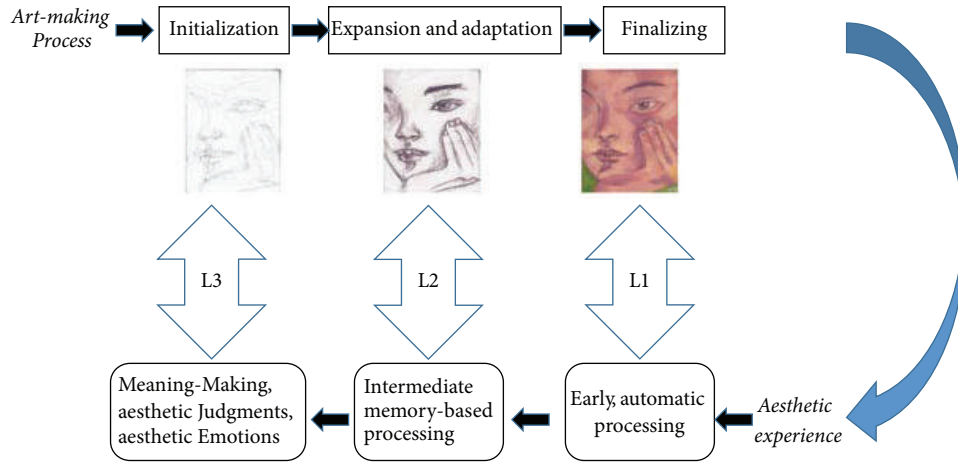 Art-making
Process
Initialization
Expansion and adaptation
Finalizing
L3
L2
L1
Meaning-Making,
aesthetic Judgments,
aesthetic Emotions
Intermediate
memory-based
processing
Early, automatic
processing
Aesthetic
experience